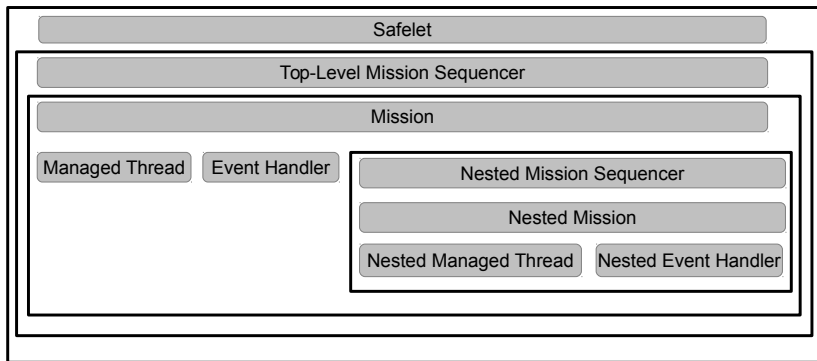 Safelet
Top-Level Mission Sequencer
Mission
Managed Thread
Event Handler
Nested Mission Sequencer
Nested Mission
Nested Managed Thread
Nested Event Handler